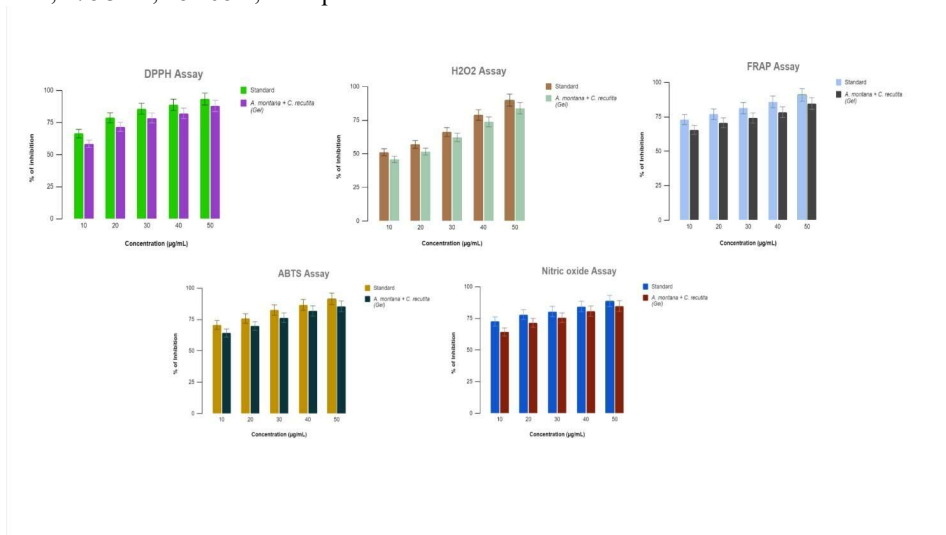 DPPH Assay
Standard
A. montana + C. recutita
(Gel)
% of Inhibition
100
75
50
25
0
10 20 30 40 50
Concentration (µg/mL)
H2O2 Assay
Standard
A. montana + C. recutita
(Gel)
% of Inhibition
100
75
50
25
0
10 20 30 40 50
Concentration (µg/mL)
FRAP Assay
Standard
A. montana + C. recutita
(Gel)
% of Inhibition
100
75
50
25
0
10 20 30 40 50
Concentration (µg/mL)
ABTS Assay
Standard
A. montana + C. recutita
(Gel)
% of Inhibition
100
75
50
25
0
10 20 30 40 50
Concentration (µg/mL)
Nitric oxide Assay
Standard
A. montana + C. recutita
(Gel)
% of Inhibition
100
75
50
25
0
10 20 30 40 50
Concentration (µg/mL)